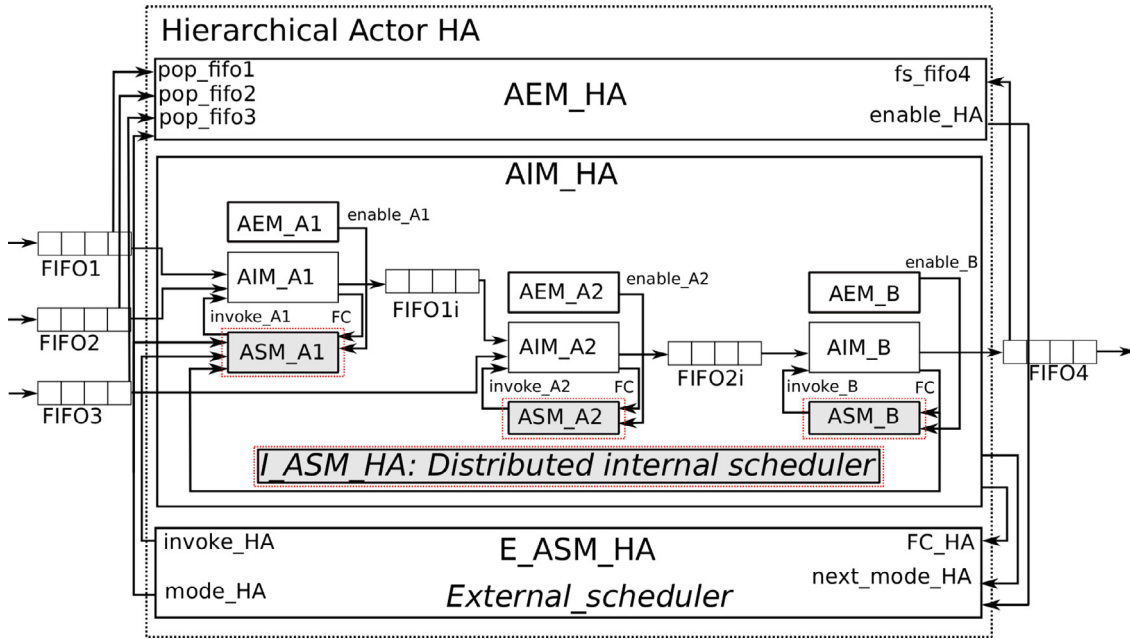 Hierarchical Actor HA
pop_fifo1
pop_fifo2
pop_fifo3
AEM_HA
fs_fifo4
enable_HA
AIM_HA
AEM_A1
enable_A1
AIM_A1
invoke_A1
FC
ASM_A1
FIFO1
FIFO2
FIFO3
FIFO1i
AEM_A2
enable_A2
AIM_A2
invoke_A2
FC
ASM_A2
FIFO2i
enable_B
AEM_B
AIM_B
invoke_B
FC
ASM_B
FIFO4
I_ASM_HA: Distributed internal scheduler
invoke_HA
E_ASM_HA
FC_HA
next_mode_HA
mode_HA
External_scheduler